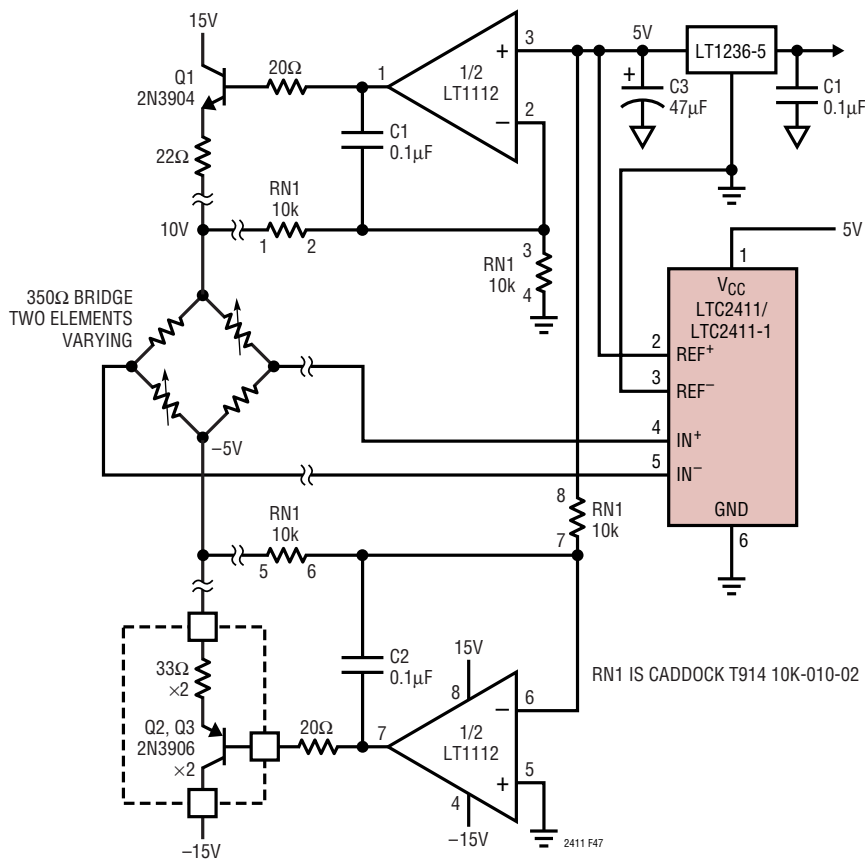 15V
Q1
2N3904
20Ω
1
1/2
LT1112
+
3
−
2
5V
LT1236-5
+
C3
47µF
C1
0.1µF
C1
0.1µF
22Ω
RN1
10k
10V
1
2
RN1
10k
3
4
5V
1
VCC
LTC2411/
LTC2411-1
2
REF+
3
REF−
4
IN+
5
IN−
GND
6
350Ω BRIDGE
TWO ELEMENTS
VARYING
−5V
8
RN1
10k
7
RN1
10k
5
6
C2
0.1µF
15V
8
33Ω
×2
Q2, Q3
2N3906
×2
20Ω
7
1/2
LT1112
−
6
+
5
4
−15V
−15V
RN1 IS CADDOCK T914 10K-010-02
2411 F47